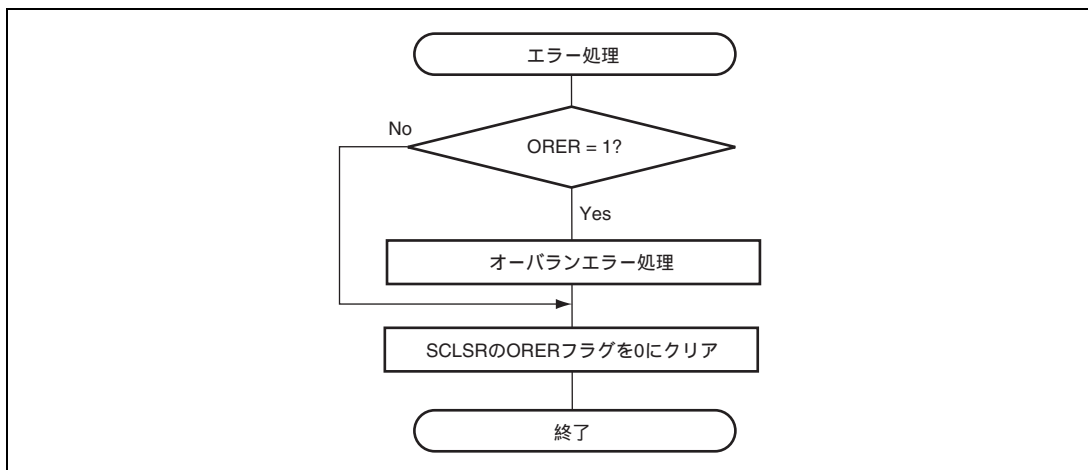 エラー処理
No
ORER = 1?
Yes
オーバランエラー処理
SCLSRのORERフラグを0にクリア
終了